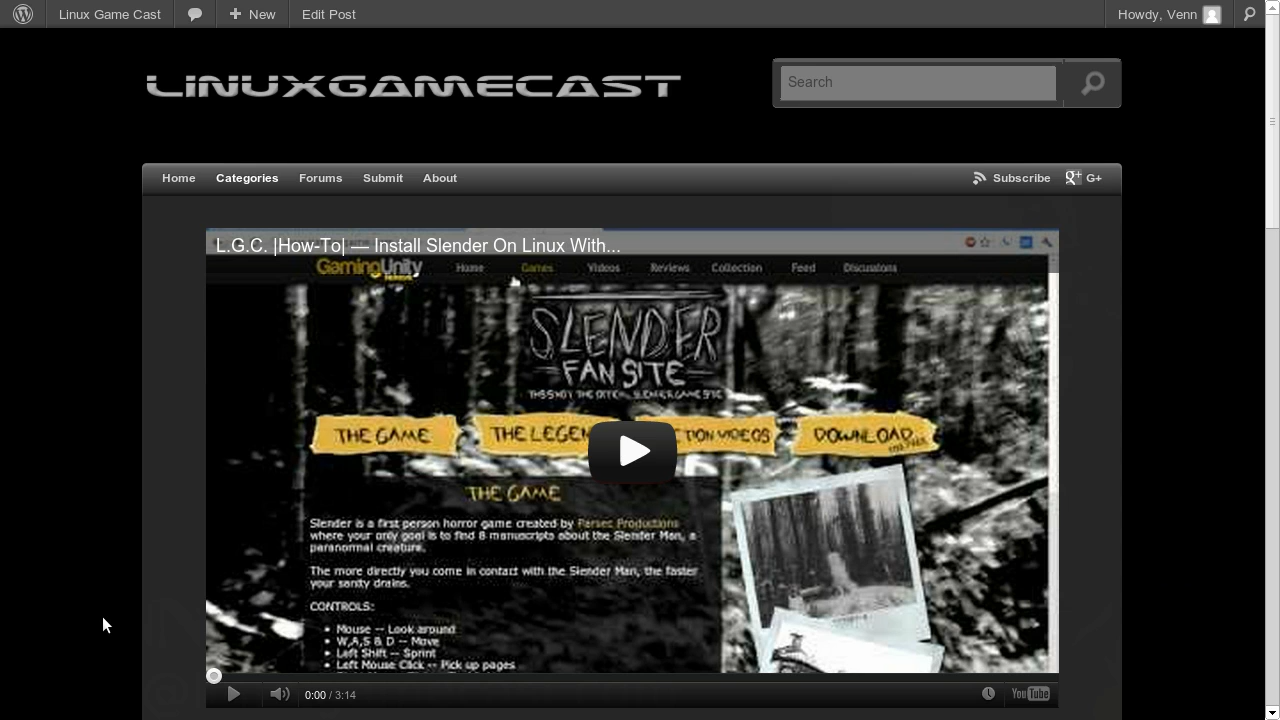 Linux Game Cast New Edit Post Howdy, Venn
LINUXGAMECAST
Search
Home Categories Forums Submit About Subscribe G+
L.G.C. |How-To| — Install Slender On Linux With...
GamingUnity Home Games Videos Reviews Collection Feed Discussions
SLENDER
FAN SITE
THE GAME THE LEGEN CTION VIDEOS DOWNLOAD
THE GAME
Slender is a first person horror game created by Parsec Productions
where your only goal is to find 8 manuscripts about the Slender Man, a
paranormal creature.
The more directly you come in contact with the Slender Man, the faster
your sanity drains.
CONTROLS:
• Mouse -- Look around
• W,A,S & D -- Move
• Left Shift -- Sprint
• Left Mouse Click -- Pick up pages
0:00 / 3:14 YouTube